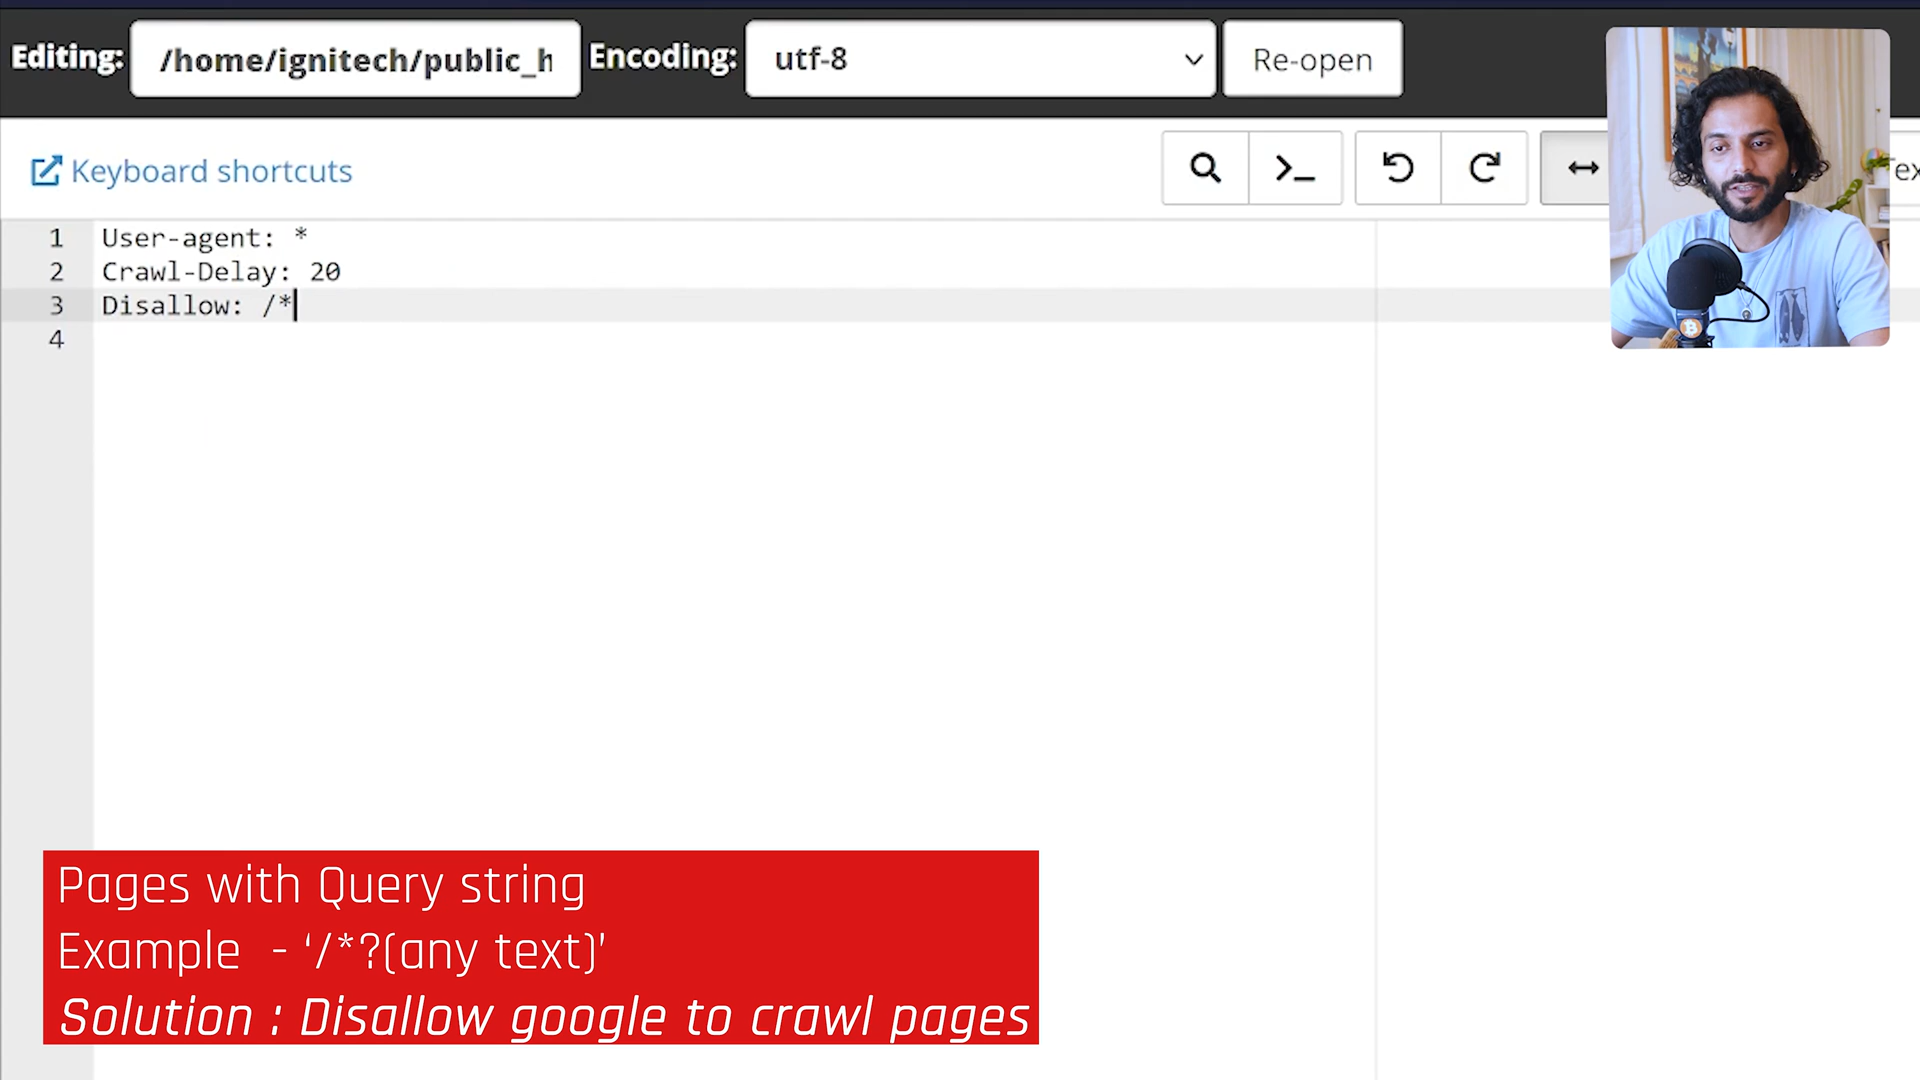 Editing: /home/ignitech/public_h Encoding: utf-8 Re-open
Keyboard shortcuts
1 User-agent: *
2 Crawl-Delay: 20
3 Disallow: /*
4
Pages with Query string
Example - ‘/*?(any text)’
Solution : Disallow google to crawl pages